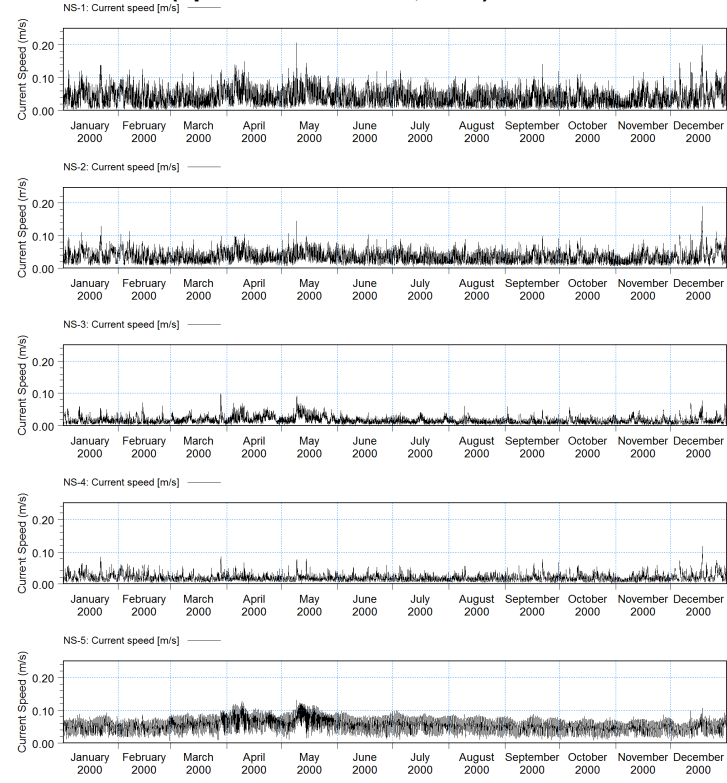 NS-1: Current speed [m/s]
Current Speed (m/s)
0.20
0.10
0.00
January February March April May June July August September October November December
2000 2000 2000 2000 2000 2000 2000 2000 2000 2000 2000 2000
NS-2: Current speed [m/s]
Current Speed (m/s)
0.20
0.10
0.00
January February March April May June July August September October November December
2000 2000 2000 2000 2000 2000 2000 2000 2000 2000 2000 2000
NS-3: Current speed [m/s]
Current Speed (m/s)
0.20
0.10
0.00
January February March April May June July August September October November December
2000 2000 2000 2000 2000 2000 2000 2000 2000 2000 2000 2000
NS-4: Current speed [m/s]
Current Speed (m/s)
0.20
0.10
0.00
January February March April May June July August September October November December
2000 2000 2000 2000 2000 2000 2000 2000 2000 2000 2000 2000
NS-5: Current speed [m/s]
Current Speed (m/s)
0.20
0.10
0.00
January February March April May June July August September October November December
2000 2000 2000 2000 2000 2000 2000 2000 2000 2000 2000 2000